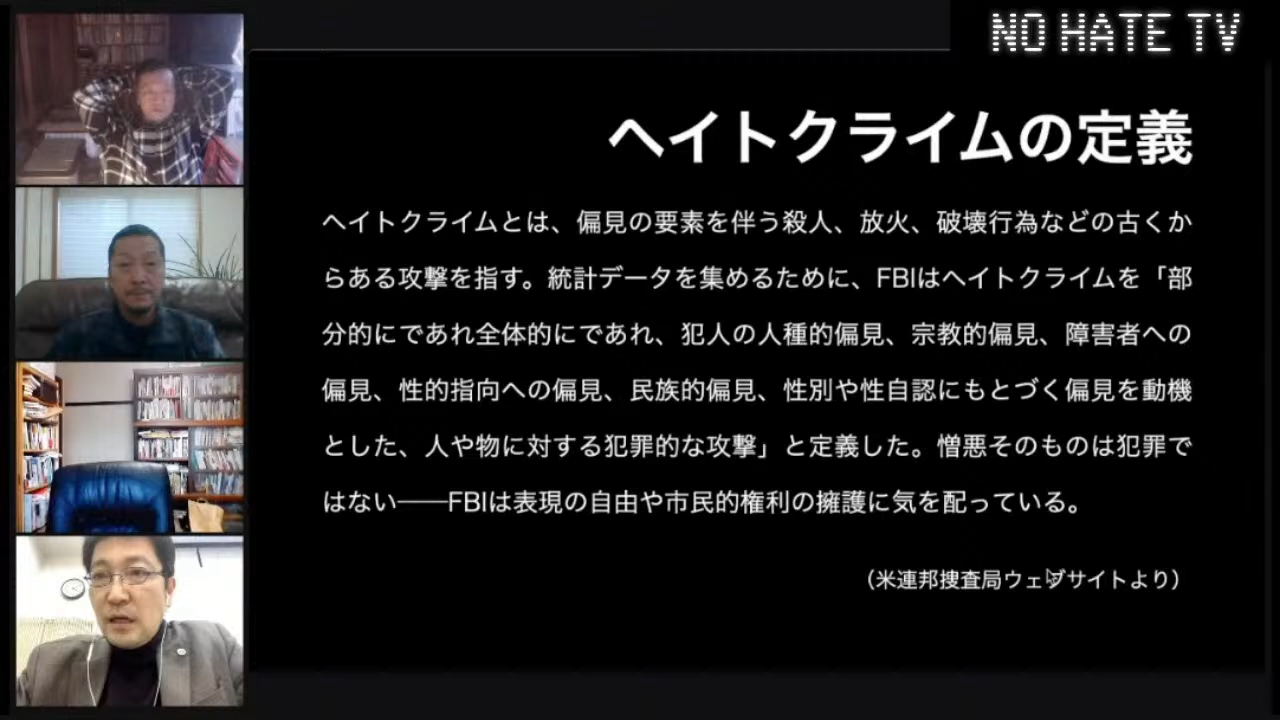 NO HATE TV
ヘイトクライムの定義
ヘイトクライムとは、偏見の要素を伴う殺人、放火、破壊行為などの古くか
らある攻撃を指す。統計データを集めるために、FBIはヘイトクライムを「部
分的にであれ全体的にであれ、犯人の人種的偏見、宗教的偏見、障害者への
偏見、性的指向への偏見、民族的偏見、性別や性自認にもとづく偏見を動機
とした、人や物に対する犯罪的な攻撃」と定義した。憎悪そのものは犯罪で
はない――FBIは表現の自由や市民的権利の擁護に気を配っている。
（米連邦捜査局ウェブサイトより）